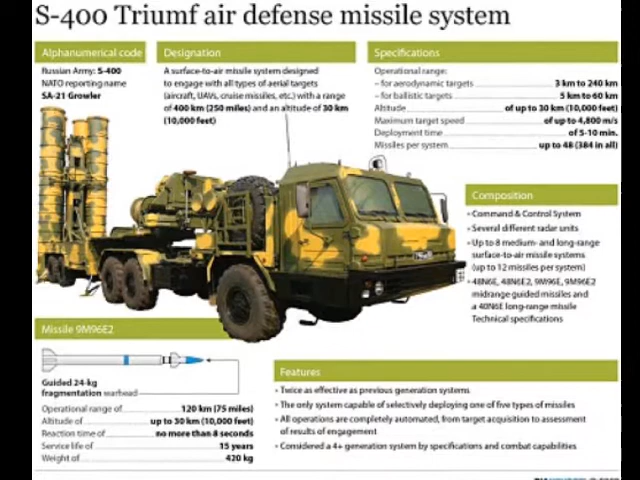 S-400 Triumf air defense missile system
Alphanumerical code
Russian Army: S-400
NATO reporting name
SA-21 Growler
Designation
A surface-to-air missile system designed
to engage with all types of aerial targets
(aircraft, UAVs, cruise missiles, etc.) with a range
of 400 km (250 miles) and an altitude of 30 km
(10,000 feet)
Specifications
Operational range:
– for aerodynamic targets 3 km to 240 km
– for ballistic targets 5 km to 60 km
Altitude of up to 30 km (10,000 feet)
Maximum target speed of up to 4,800 m/s
Deployment time of 5-10 min.
Missiles per system up to 48 (384 in all)
Composition
• Command & Control System
• Several different radar units
• Up to 8 medium- and long-range
surface-to-air missile systems
(up to 12 missiles per system)
• 48N6E, 48N6E2, 9M96E, 9M96E2
midrange guided missiles and
a 40N6E long-range missile
Technical specifications
Missile 9M96E2
Guided 24-kg
fragmentation warhead
Operational range of 120 km (75 miles)
Altitude of up to 30 km (10,000 feet)
Reaction time of no more than 8 seconds
Service life of 15 years
Weight of 420 kg
Features
• Twice as effective as previous generation systems
• The only system capable of selectively deploying one of five types of missiles
• All operations are completely automated, from target acquisition to assessment
of results of engagement
• Considered a 4+ generation system by specifications and combat capabilities